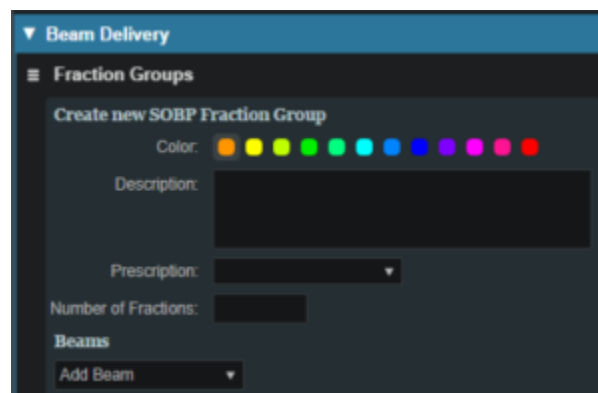 Beam Delivery
Fraction Groups
Create new SOBP Fraction Group
Color:
Description:
Prescription:
Number of Fractions:
Beams
Add Beam